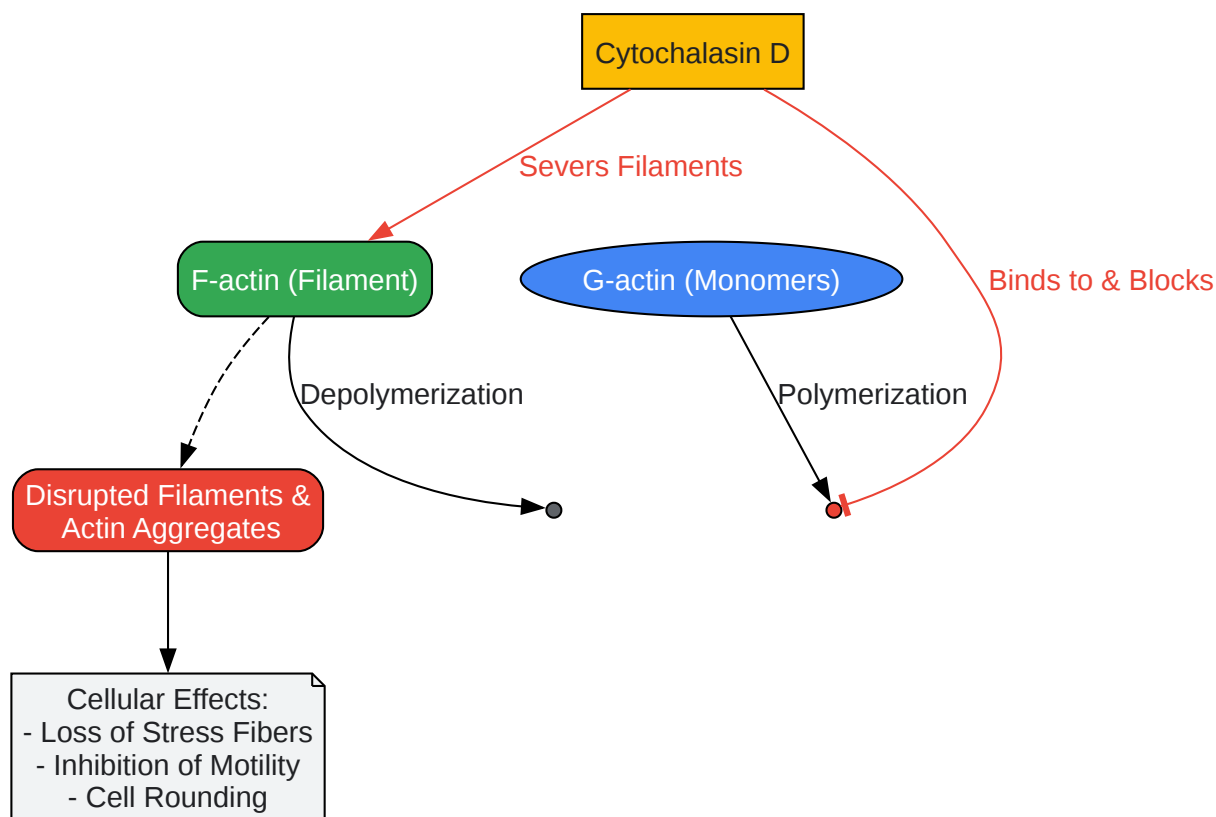 Cytochalasin D
Severs Filaments
F-actin (Filament)
G-actin (Monomers)
Binds to & Blocks
Depolymerization
Polymerization
Disrupted Filaments &
Actin Aggregates
Cellular Effects:
- Loss of Stress Fibers
- Inhibition of Motility
- Cell Rounding